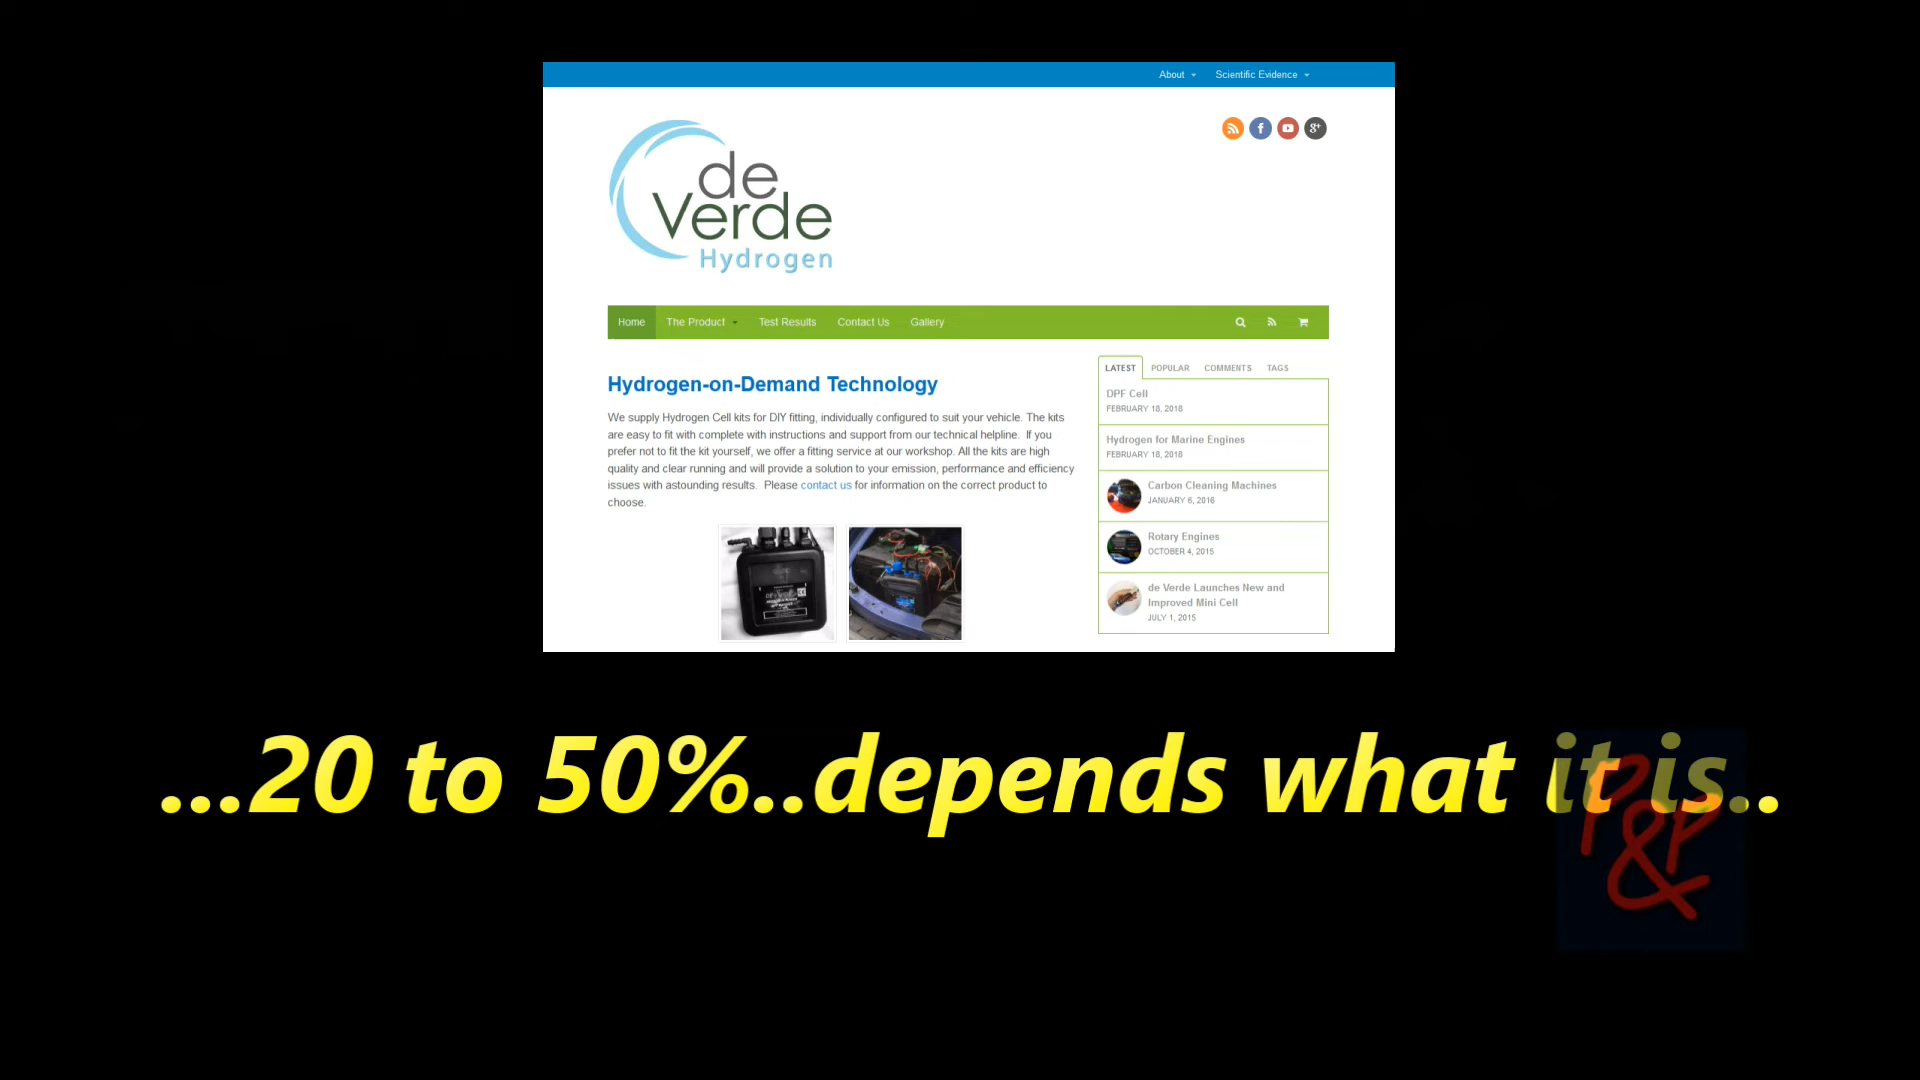 About
Scientific Evidence
de
Verde
Hydrogen
Home
The Product
Test Results
Contact Us
Gallery
Hydrogen-on-Demand Technology
We supply Hydrogen Cell kits for DIY fitting, individually configured to suit your vehicle. The kits
are easy to fit with complete with instructions and support from our technical helpline. If you
prefer not to fit the kit yourself, we offer a fitting service at our workshop. All the kits are high
quality and clear running and will provide a solution to your emission, performance and efficiency
issues with astounding results. Please contact us for information on the correct product to
choose.
LATEST
POPULAR
COMMENTS
TAGS
DPF Cell
FEBRUARY 18, 2018
Hydrogen for Marine Engines
FEBRUARY 18, 2018
Carbon Cleaning Machines
JANUARY 6, 2016
Rotary Engines
OCTOBER 4, 2015
de Verde Launches New and
Improved Mini Cell
JULY 1, 2015
...20 to 50%..depends what it is..
P&P